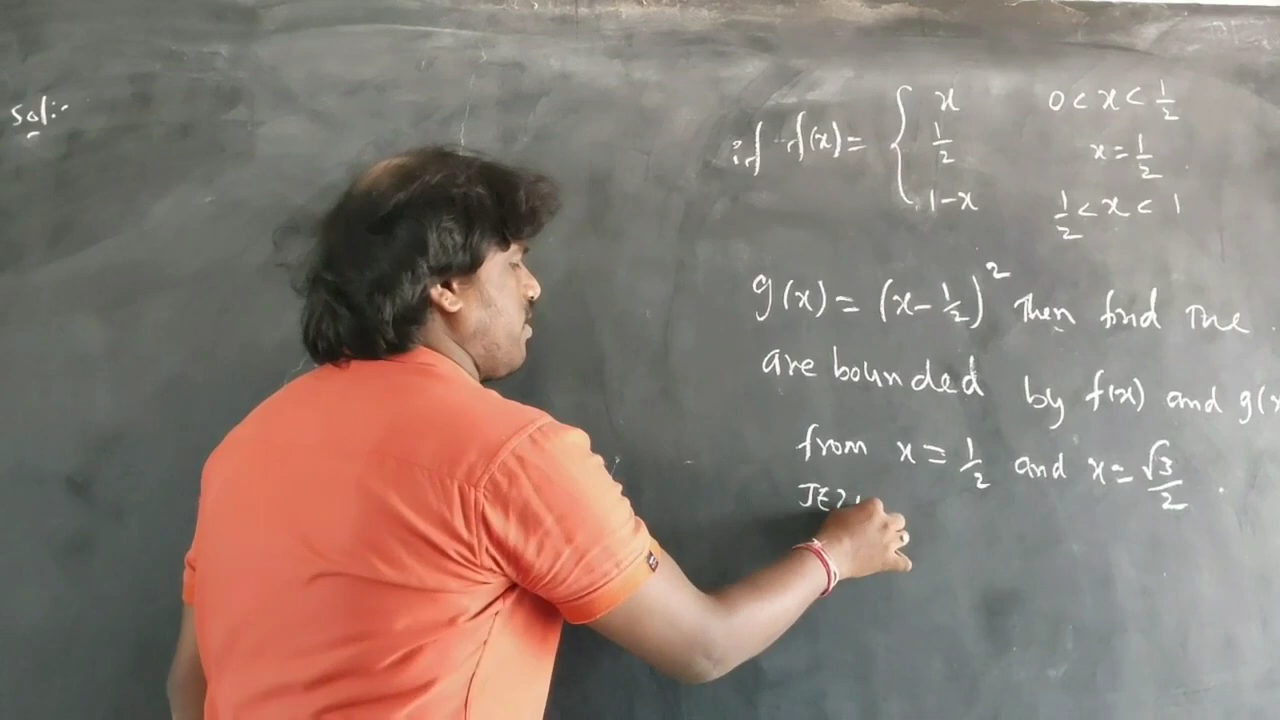 Sol:-
if f(x) = { x 0 < x < 1/2
1/2 x = 1/2
1-x 1/2 < x < 1
g(x) = (x - 1/2)² Then find The
are bounded by f(x) and g(x
from x = 1/2 and x = √3/2 .